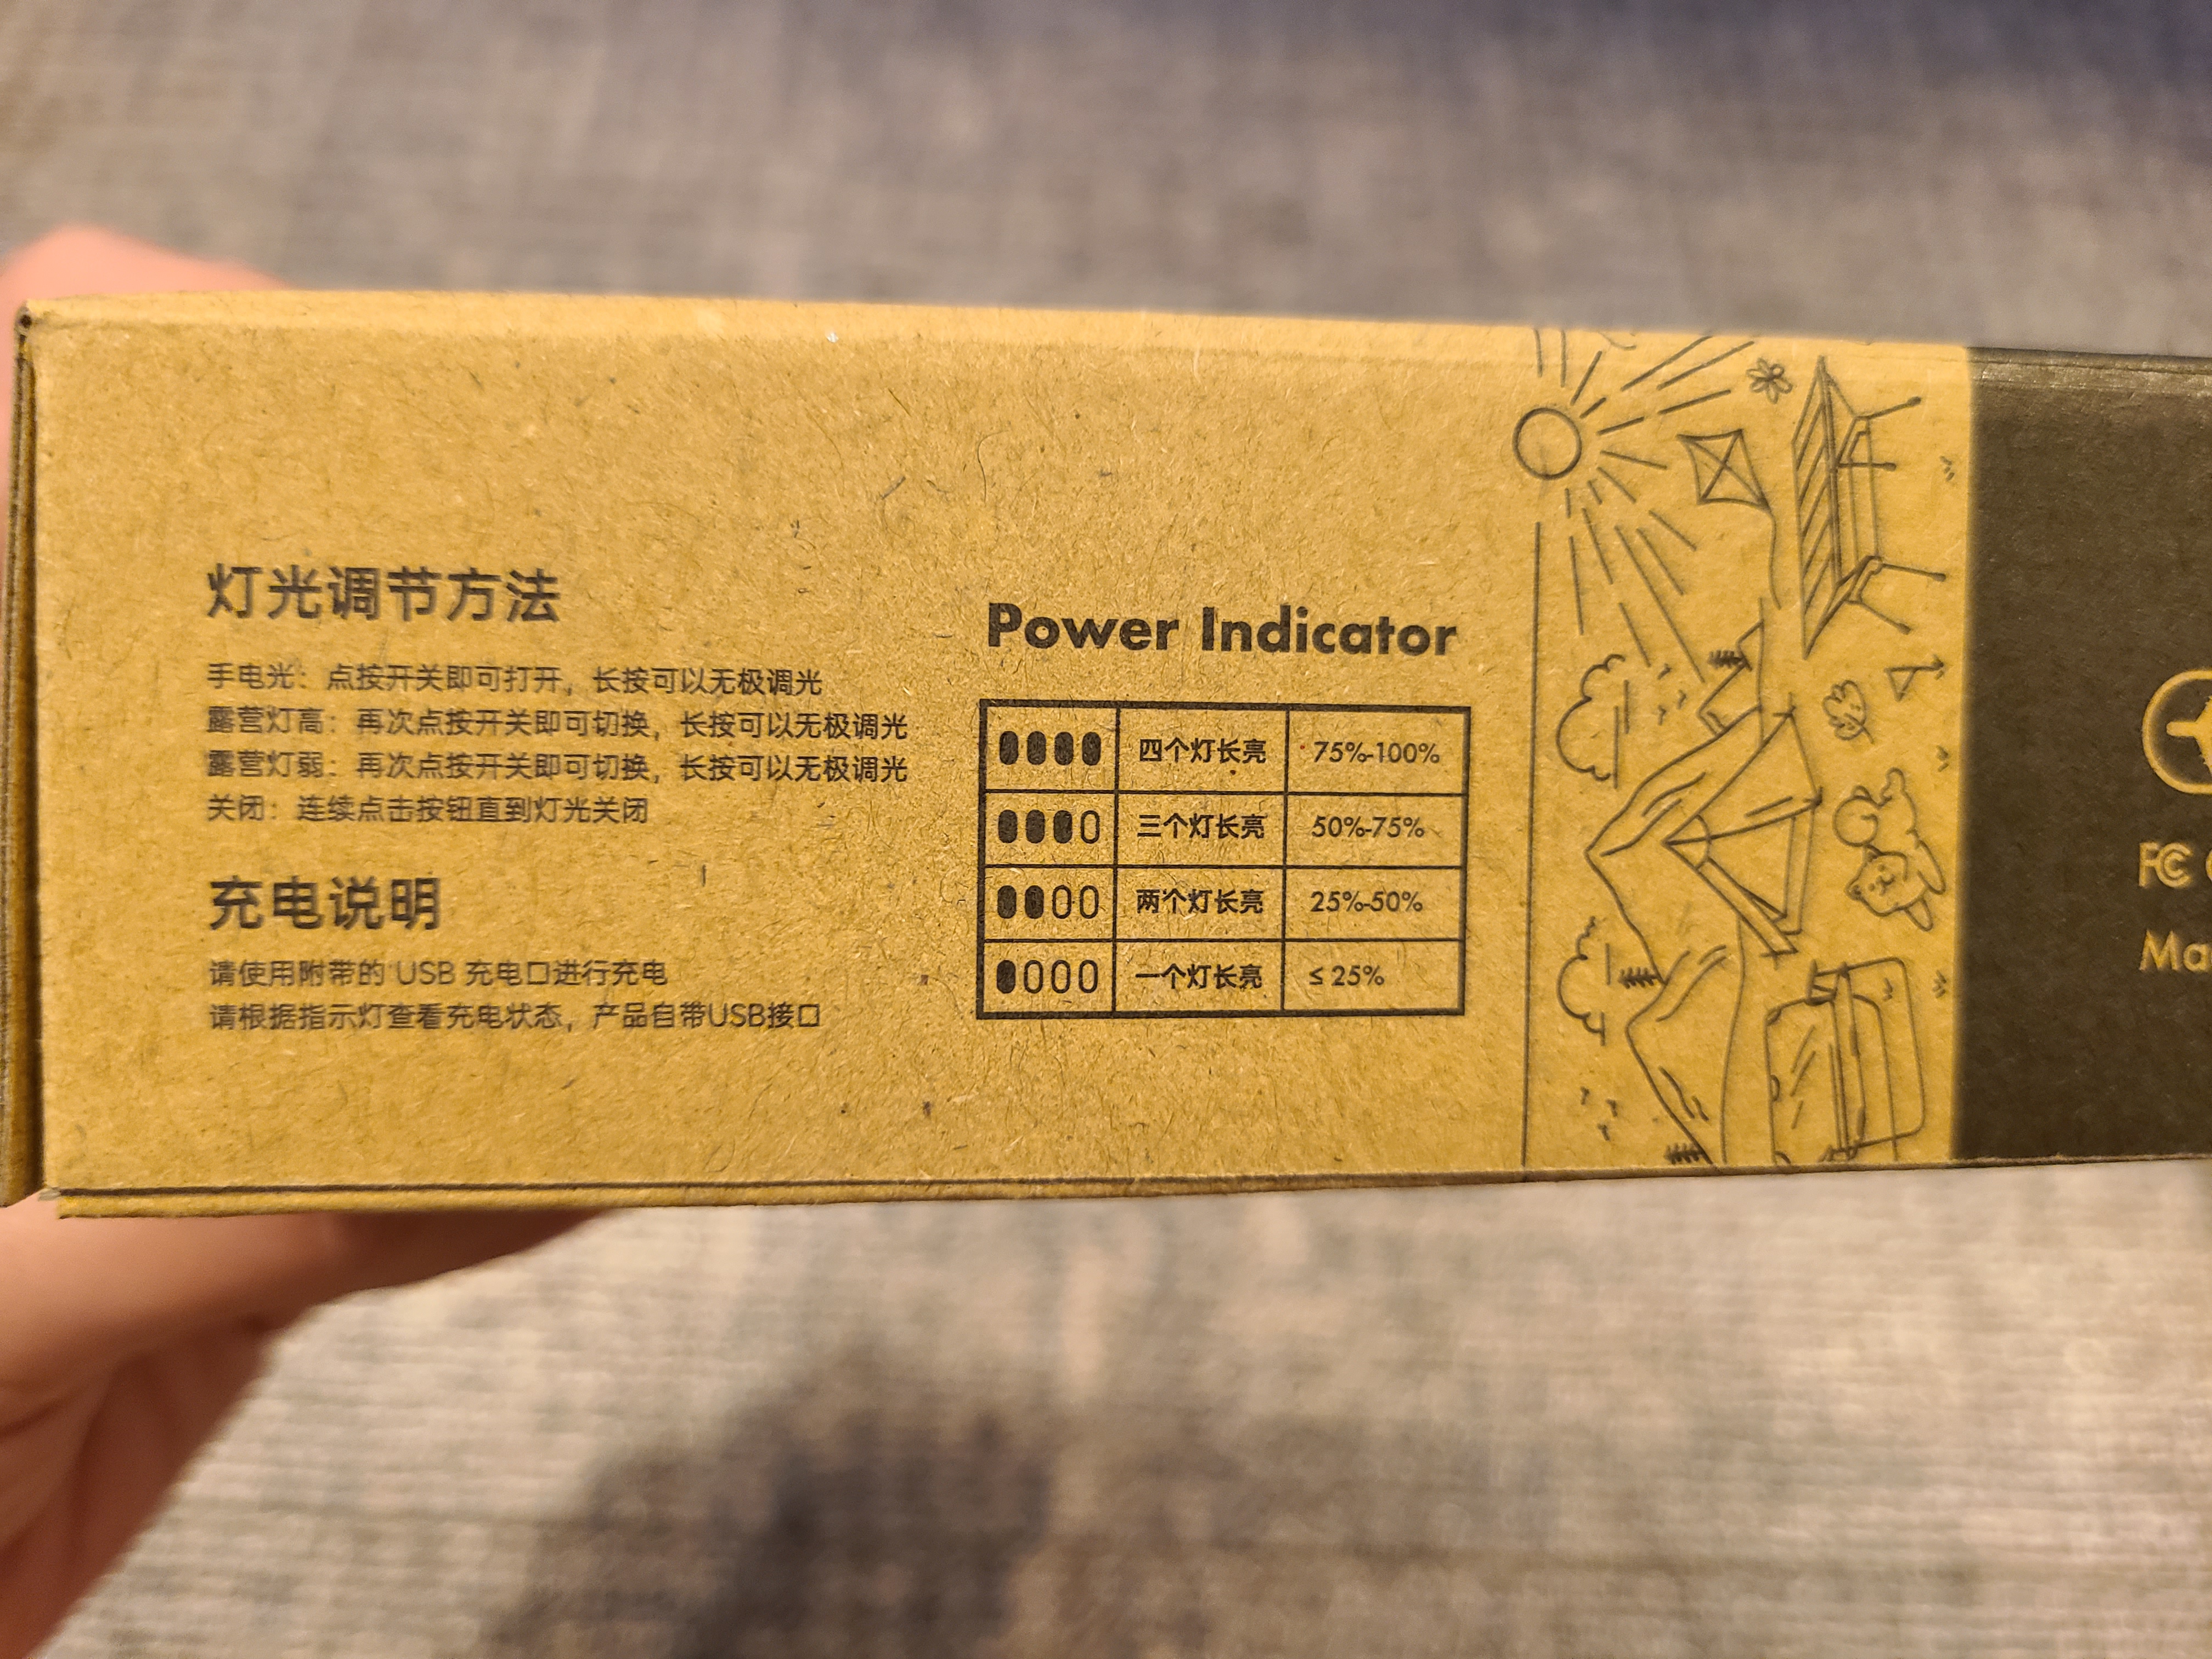 灯光调节方法
手电光：点按开关即可打开，长按可以无极调光
露营灯高：再次点按开关即可切换，长按可以无极调光
露营灯弱：再次点按开关即可切换，长按可以无极调光
关闭：连续点击按钮直到灯光关闭
充电说明
请使用附带的 USB 充电口进行充电
请根据指示灯查看充电状态，产品自带USB接口
Power Indicator
四个灯长亮 75%-100%
三个灯长亮 50%-75%
两个灯长亮 25%-50%
一个灯长亮 ≤ 25%
FC